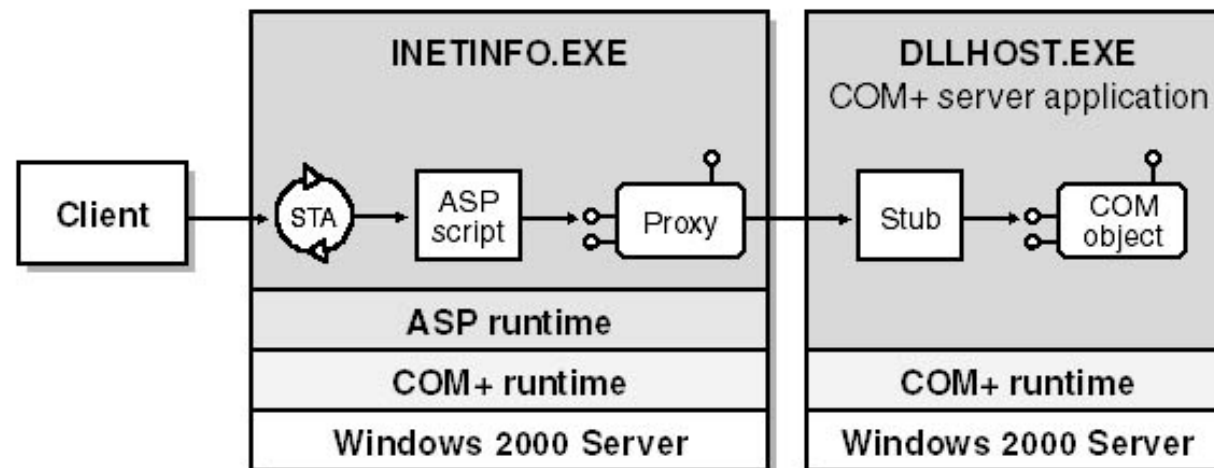 INETINFO.EXE
DLLHOST.EXE
COM+ server application
Client
STA
ASP
script
Proxy
Stub
COM
object
ASP runtime
COM+ runtime
Windows 2000 Server
COM+ runtime
Windows 2000 Server